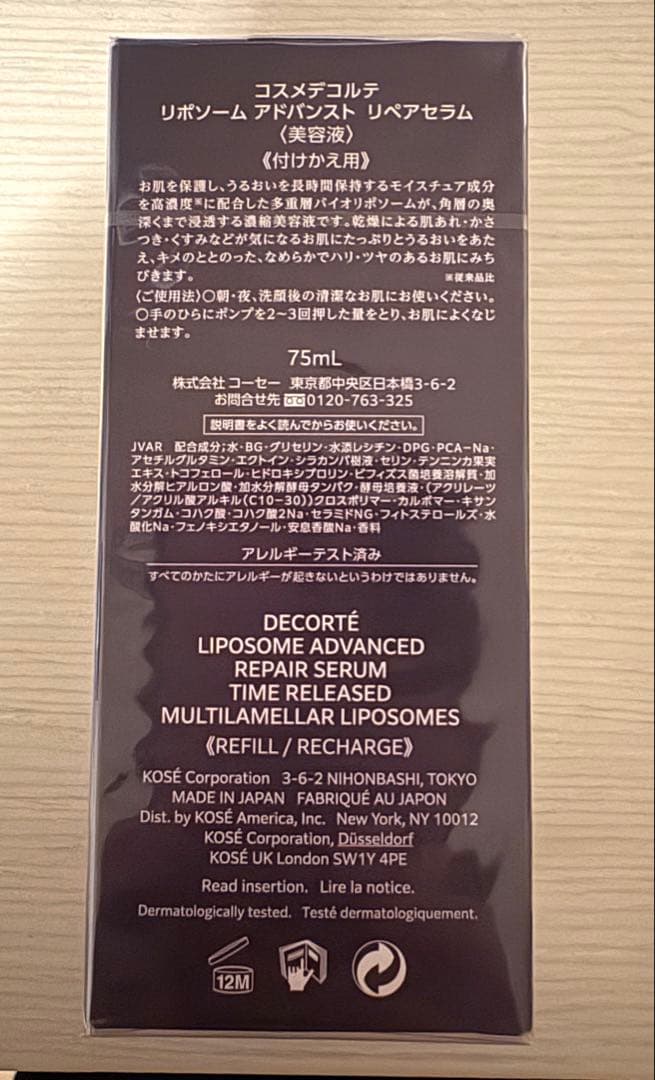 コスメデコルテ
リポソーム アドバンスト リペアセラム
〈美容液〉
《付けかえ用》
お肌を保護し、うるおいを長時間保持するモイスチュア成分
を高濃度※に配合した多重層バイオリポソームが、角層の奥
深くまで浸透する濃縮美容液です。乾燥による肌あれ・かさ
つき・くすみなどが気になるお肌にたっぷりとうるおいをあた
え、キメのととのった、なめらかでハリ・ツヤのあるお肌にみち
びきます。 ※従来品比
〈ご使用法〉○朝・夜、洗顔後の清潔なお肌にお使いください。
○手のひらにポンプを2~3回押した量をとり、お肌によくなじ
ませます。
75mL
株式会社 コーセー 東京都中央区日本橋3-6-2
お問合せ先 0120-763-325
説明書をよく読んでからお使いください。
JVAR 配合成分;水・BG・グリセリン・水添レシチン・DPG・PCA-Na・
アセチルグルタミン・エクトイン・シラカンバ樹液・セリン・テンニンカ果実
エキス・トコフェロール・ヒドロキシプロリン・ビフィズス菌培養溶解質・加
水分解ヒアルロン酸・加水分解酵母タンパク・酵母培養液・(アクリレーツ
/アクリル酸アルキル(C10-30))クロスポリマー・カルボマー・キサン
タンガム・コハク酸・コハク酸2Na・セラミドNG・フィトステロールズ・水
酸化Na・フェノキシエタノール・安息香酸Na・香料
アレルギーテスト済み
すべてのかたにアレルギーが起きないというわけではありません。
DECORTÉ
LIPOSOME ADVANCED
REPAIR SERUM
TIME RELEASED
MULTILAMELLAR LIPOSOMES
《REFILL / RECHARGE》
KOSÉ Corporation 3-6-2 NIHONBASHI, TOKYO
MADE IN JAPAN FABRIQUÉ AU JAPON
Dist. by KOSÉ America, Inc. New York, NY 10012
KOSÉ Corporation, Düsseldorf
KOSÉ UK London SW1Y 4PE
Read insertion. Lire la notice.
Dermatologically tested. Testé dermatologiquement.
12M